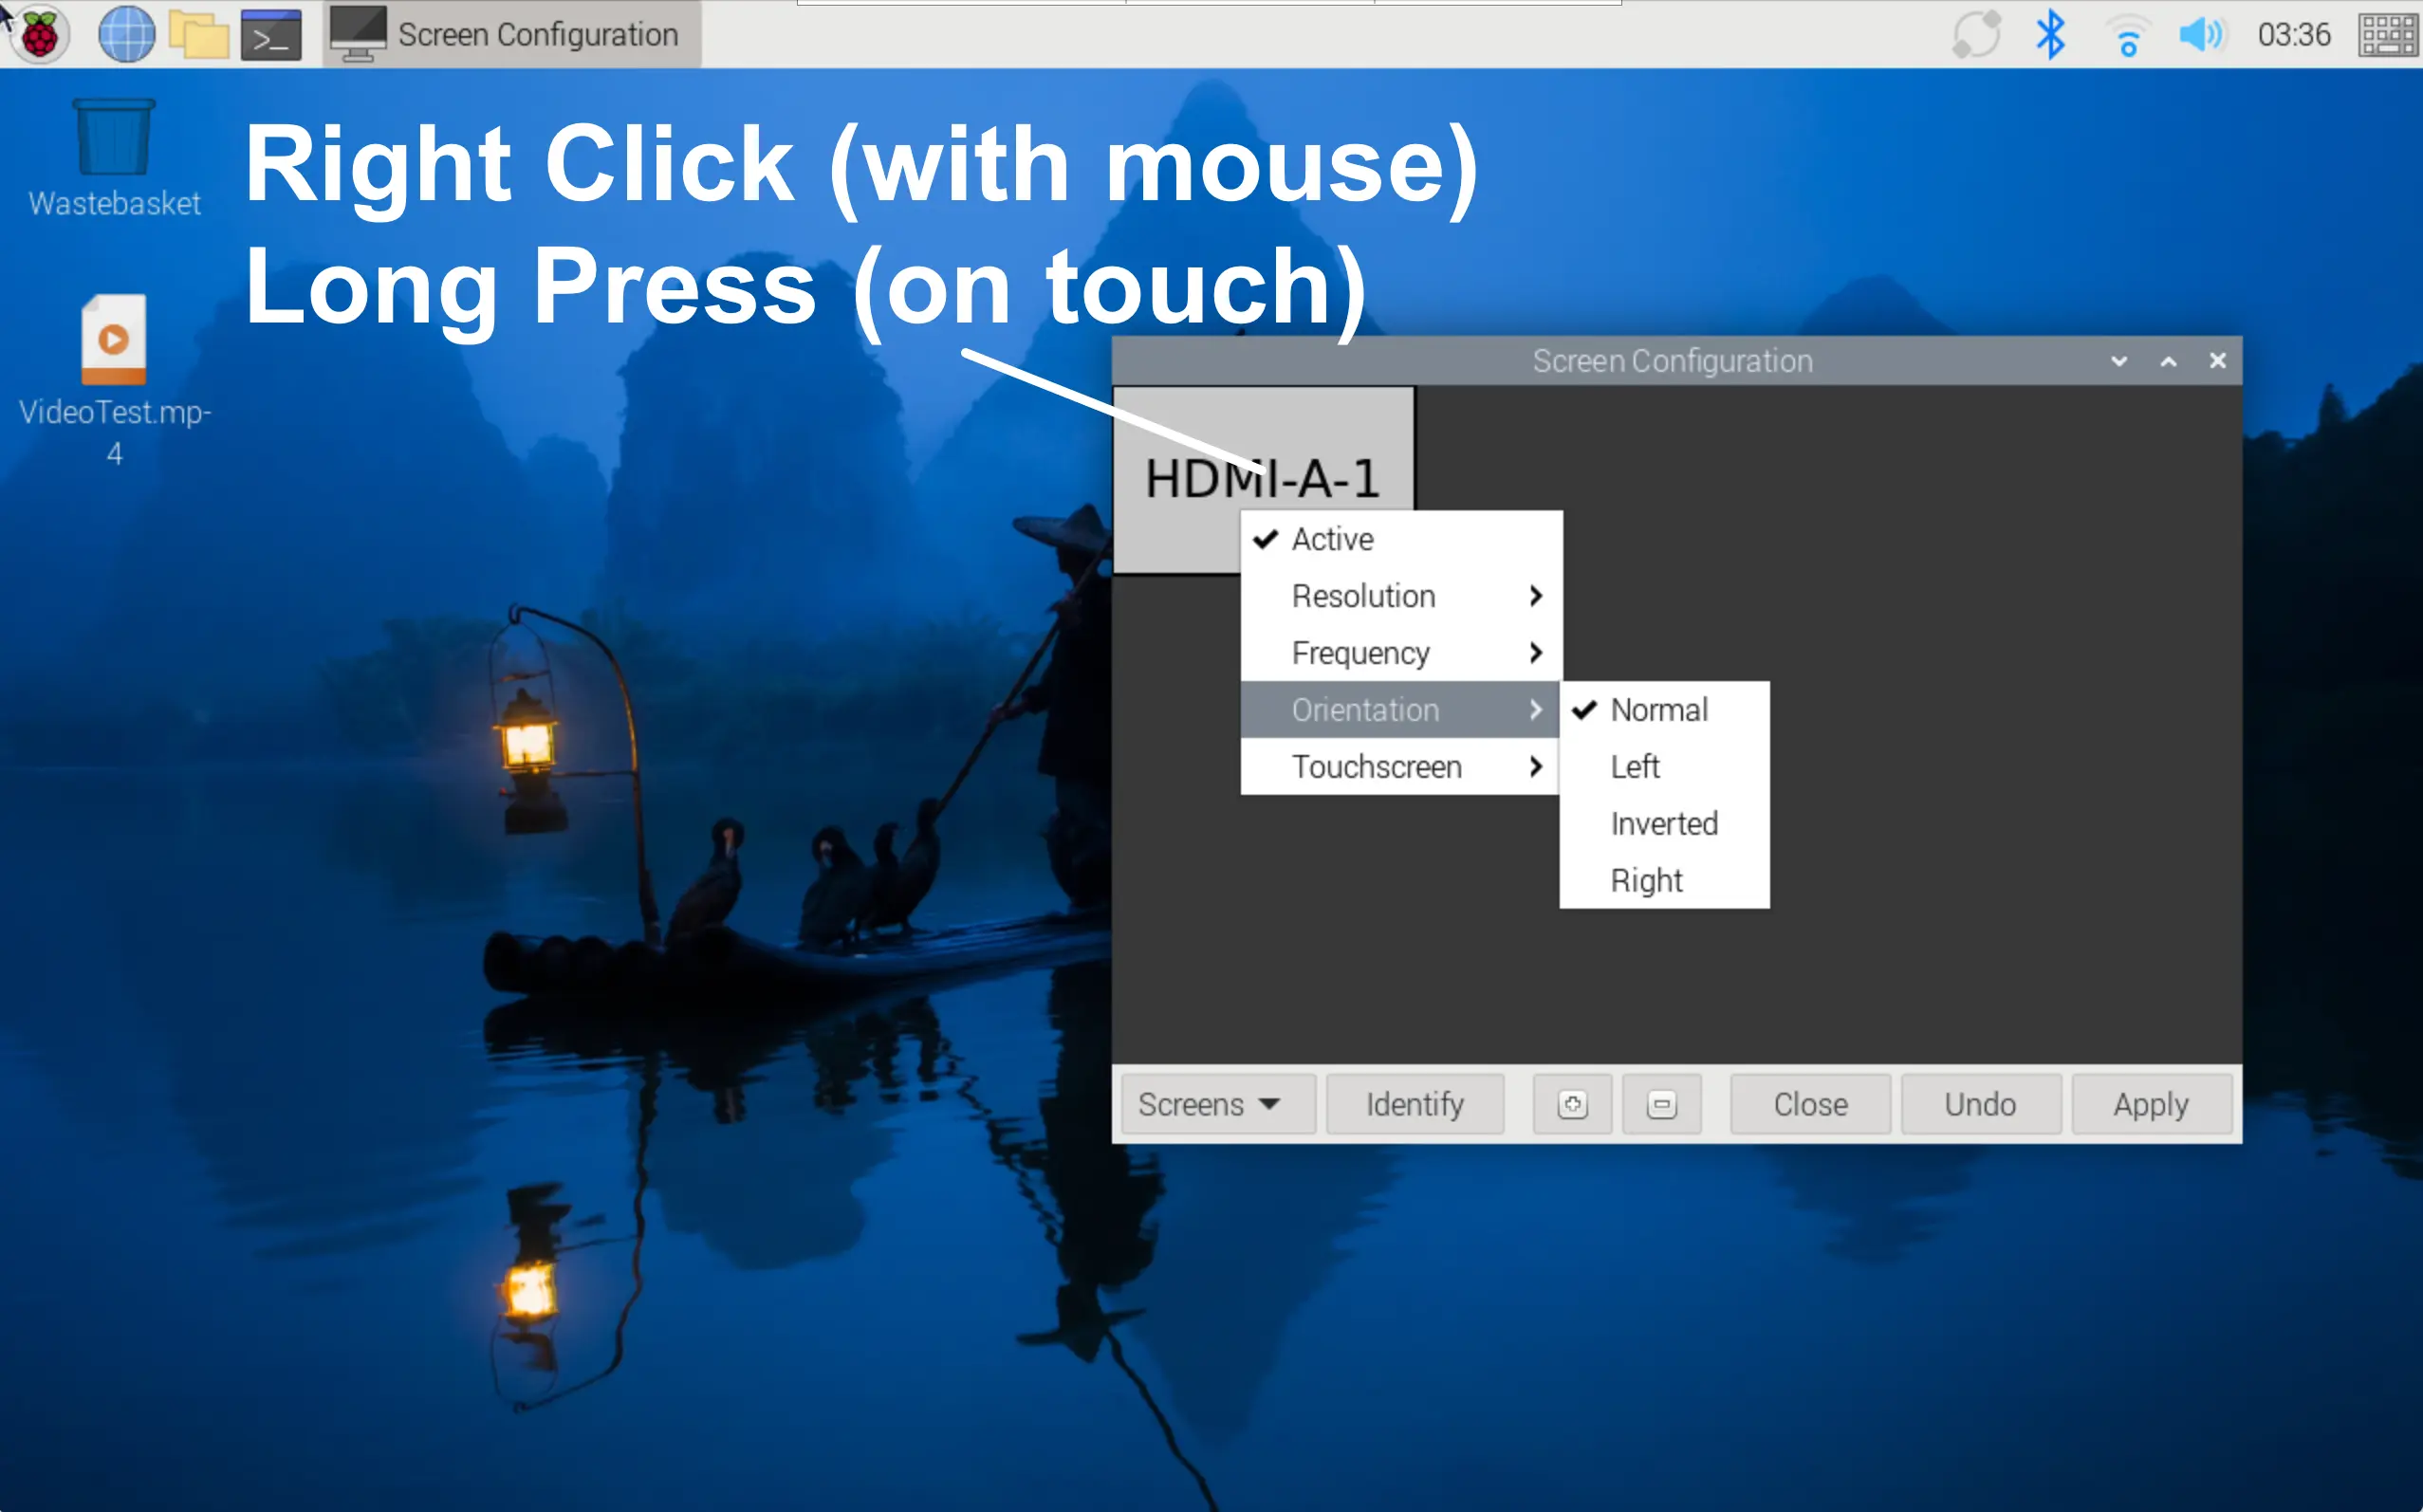 Screen Configuration
03:36
Wastebasket
VideoTest.mp-
4
Right Click (with mouse)
Long Press (on touch)
Screen Configuration
HDMI-A-1
Active
Resolution
Frequency
Orientation
Touchscreen
Normal
Left
Inverted
Right
Screens
Identify
Close
Undo
Apply